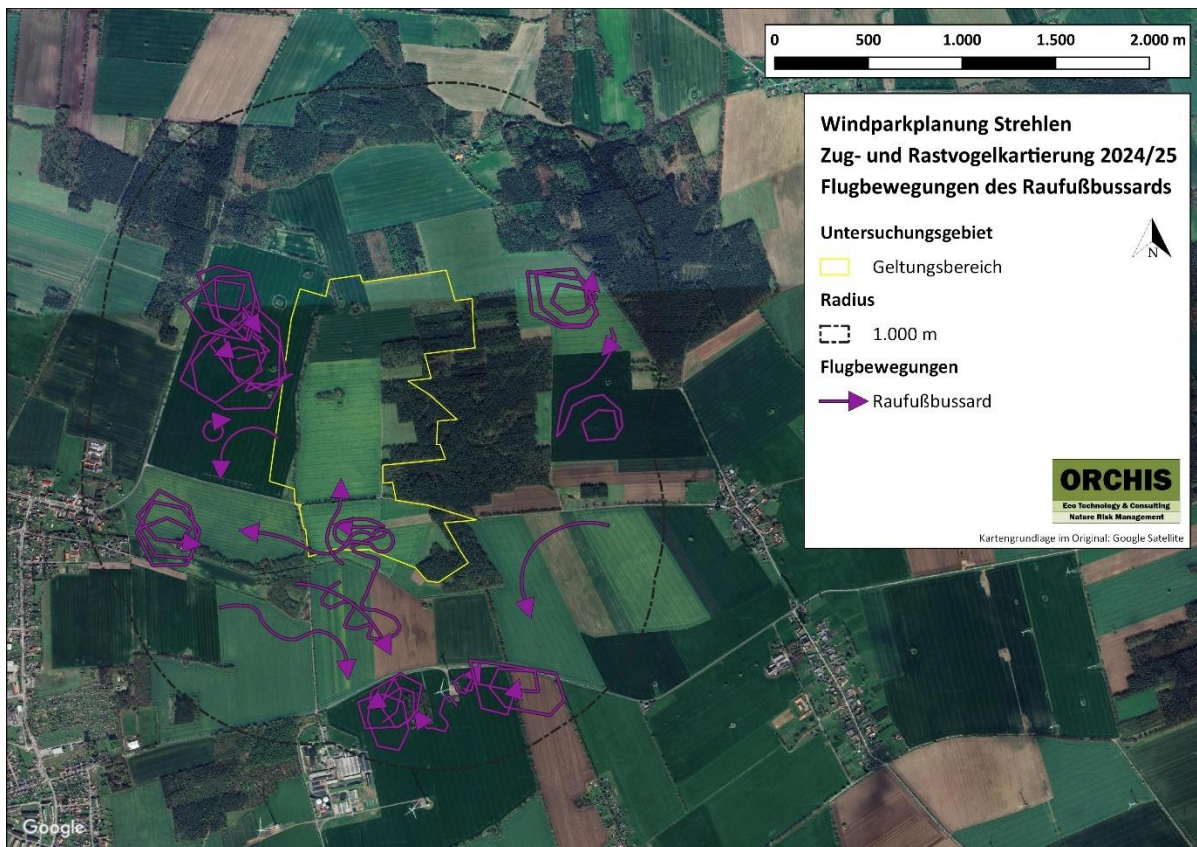 0 500 1.000 1.500 2.000 m
Windparkplanung Strehlen
Zug- und Rastvogelkartierung 2024/25
Flugbewegungen des Raufußbussards
Untersuchungsgebiet
Geltungsbereich
N
Radius
1.000 m
Flugbewegungen
Raufußbussard
ORCHIS
Eco Technology & Consulting
Nature Risk Management
Kartengrundlage im Original: Google Satellite
Google